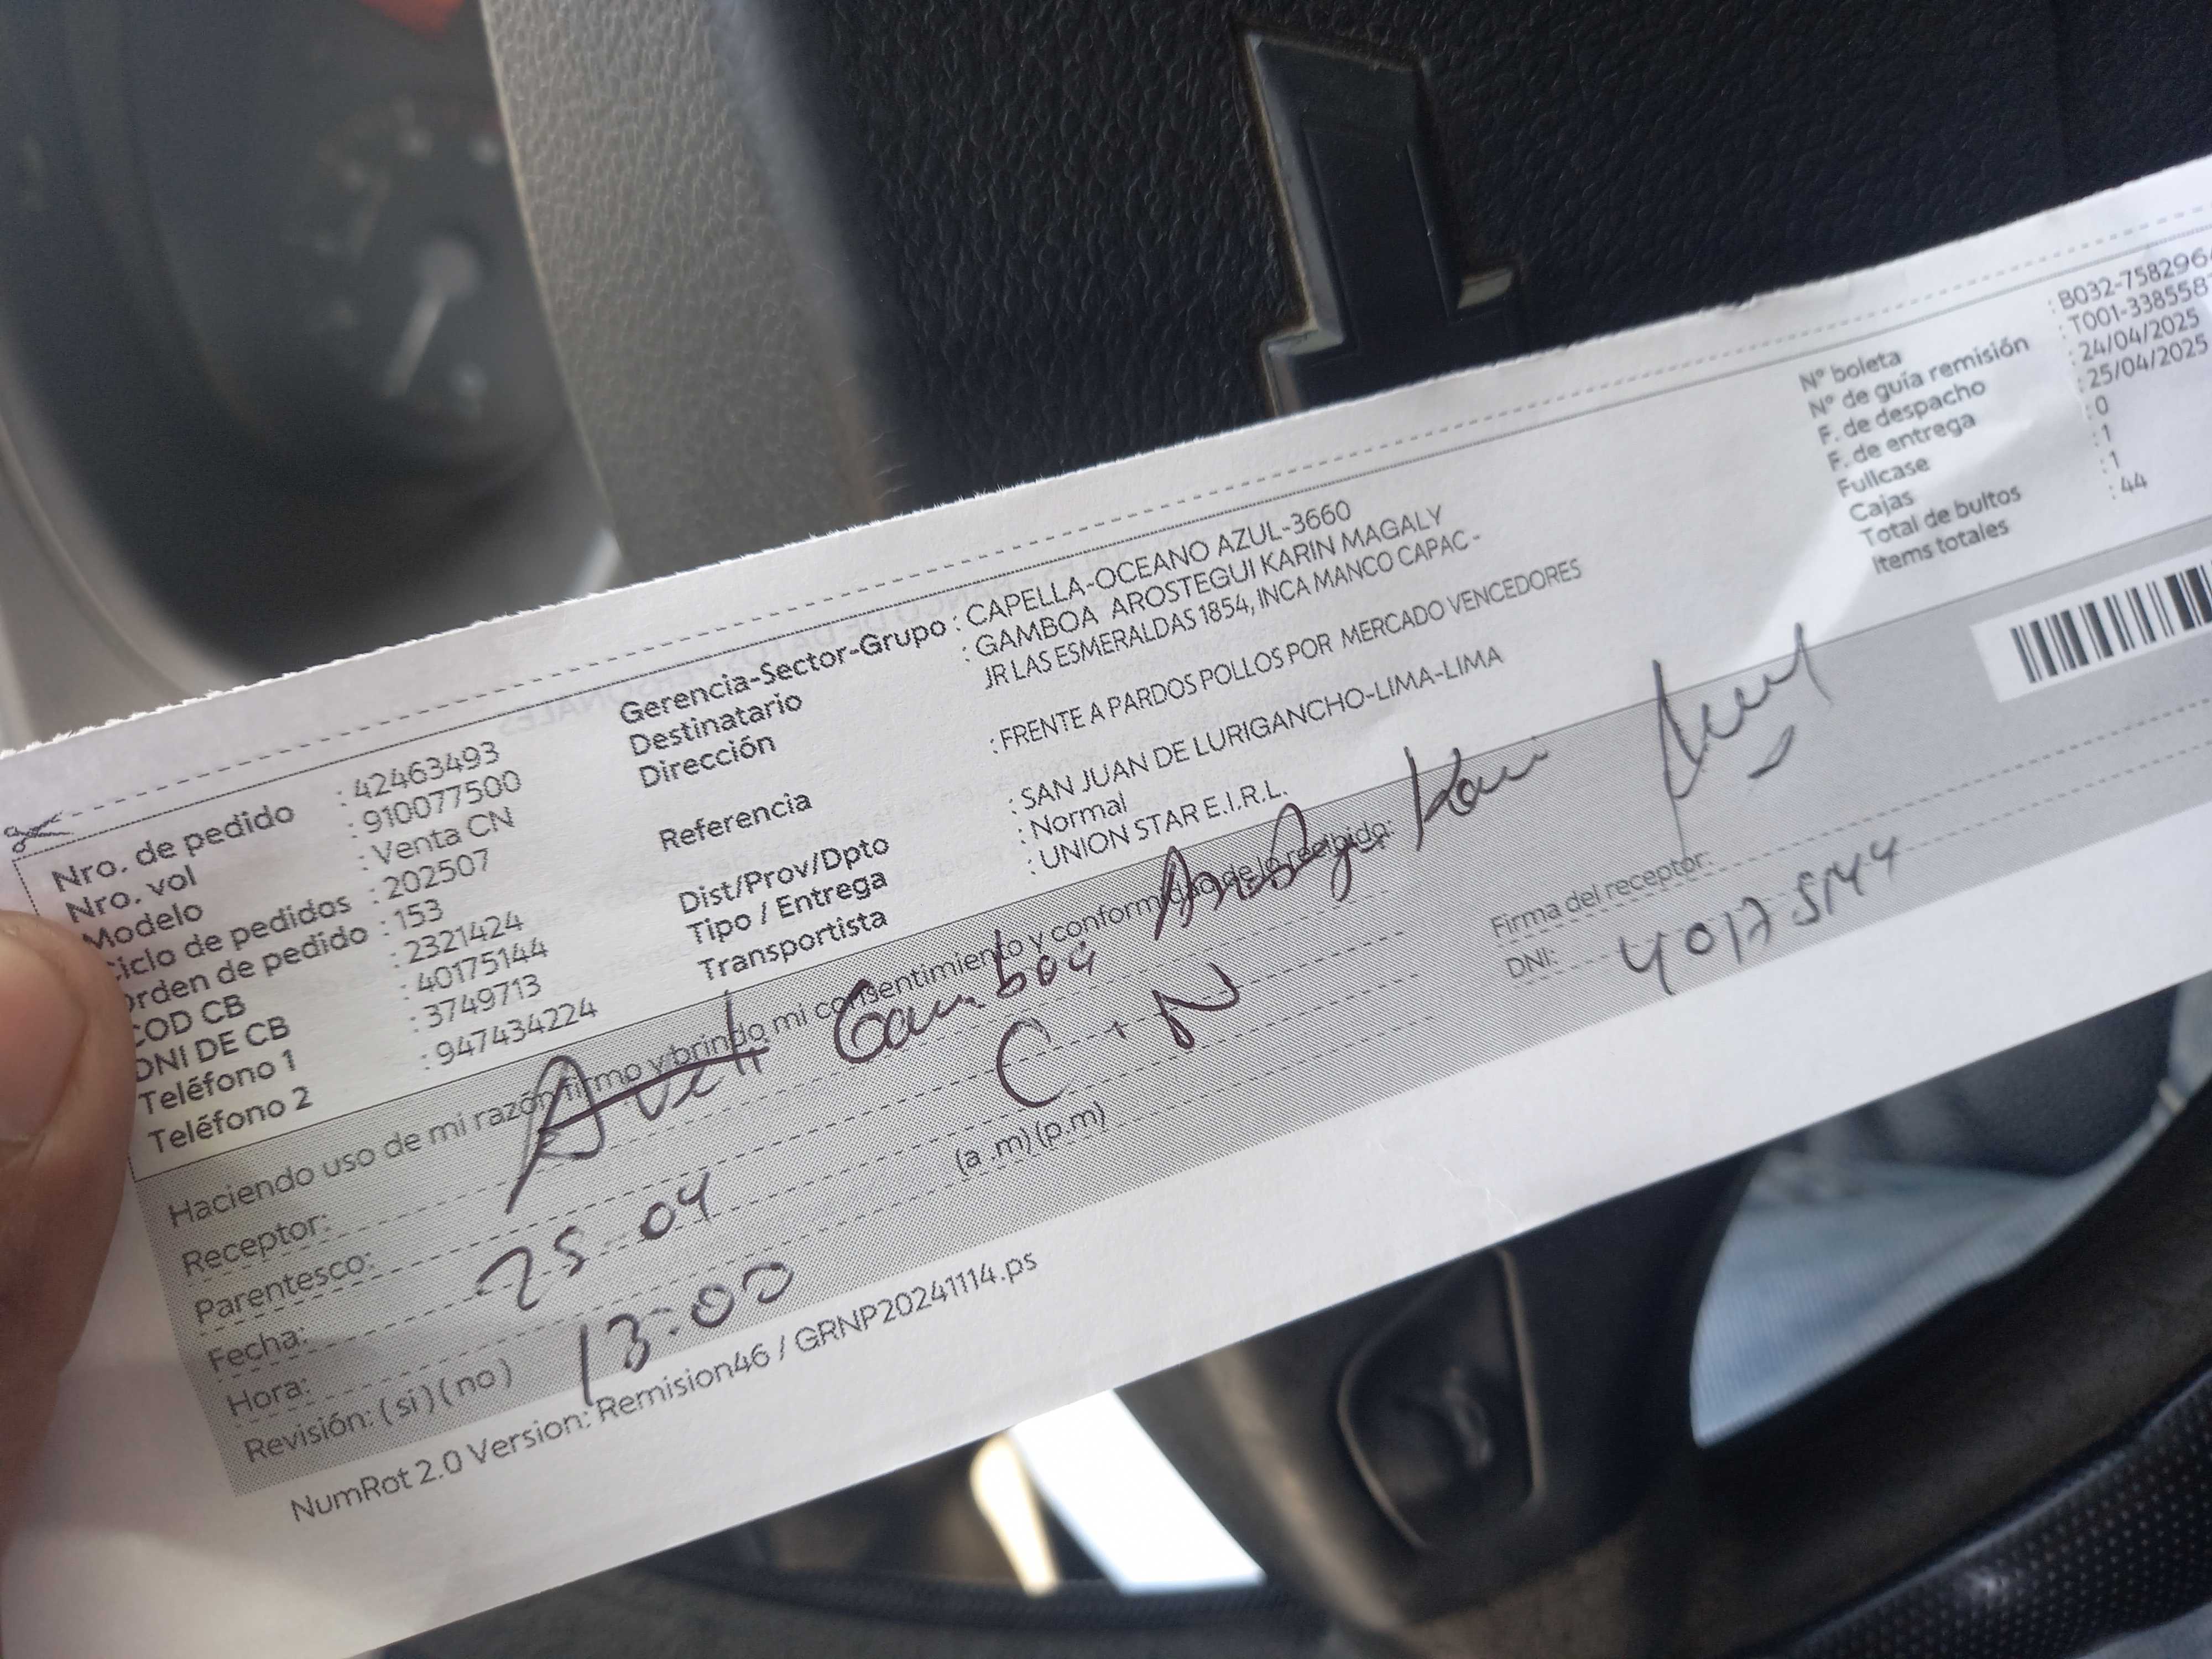 Nro. de pedido : 42463493
Nro. vol : 910077500
Modelo : Venta CN
Ciclo de pedidos : 202507
Orden de pedido : 153
COD CB : 2321424
DNI DE CB : 40175144
Teléfono 1 : 3749713
Teléfono 2 : 947434224
Gerencia-Sector-Grupo : CAPELLA-OCEANO AZUL-3660
Destinatario : GAMBOA AROSTEGUI KARIN MAGALY
Dirección JR LAS ESMERALDAS 1854, INCA MANCO CAPAC -
Referencia : FRENTE A PARDOS POLLOS POR MERCADO VENCEDORES
Dist/Prov/Dpto : SAN JUAN DE LURIGANCHO-LIMA-LIMA
Tipo / Entrega : Normal
Transportista : UNION STAR E.I.R.L.
N° boleta : B032-758296
N° de guía remisión : T001-338558
F. de despacho : 24/04/2025
F. de entrega : 25/04/2025
Fullcase : 0
Cajas : 1
Total de bultos : 1
Items totales : 44
Haciendo uso de mi razón firmo y brindo mi consentimiento y conformidad de lo recibido:
Receptor: Gamboa Kari
Parentesco: C + N
Fecha: 25 04
Hora: 13:00 (a .m) (p.m)
Revisión: ( si ) ( no )
Firma del receptor:
DNI: 40175144
NumRot 2.0 Version: Remision46 / GRNP20241114.ps